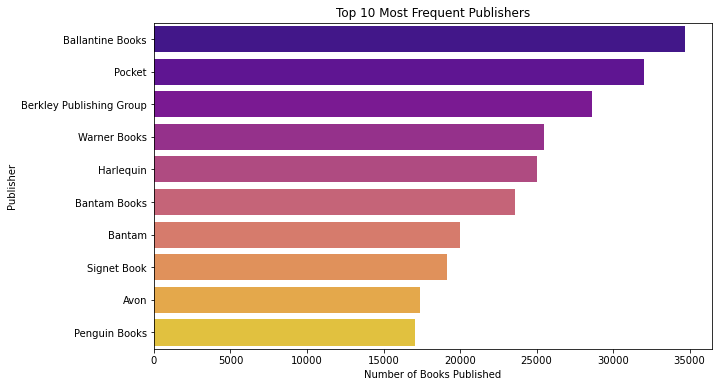 Top 10 Most Frequent Publishers
Publisher
Ballantine Books
Pocket
Berkley Publishing Group
Warner Books
Harlequin
Bantam Books
Bantam
Signet Book
Avon
Penguin Books
0 5000 10000 15000 20000 25000 30000 35000
Number of Books Published